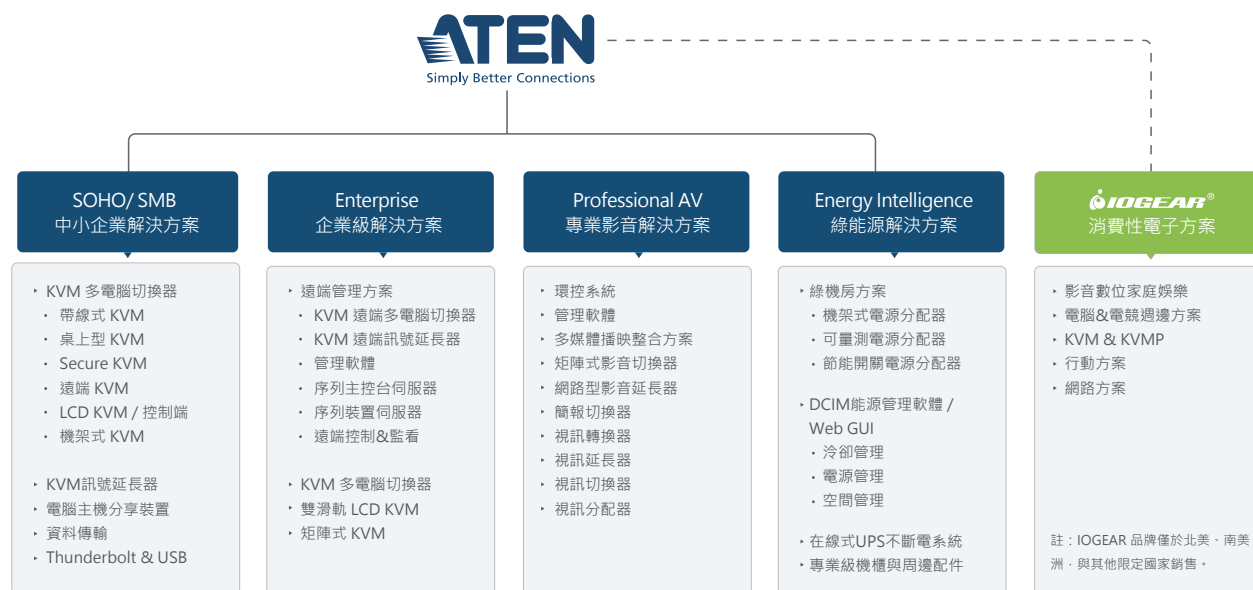 ATEN
Simply Better Connections
SOHO/ SMB
中小企業解決方案
KVM 多電腦切換器
帶線式 KVM
桌上型 KVM
Secure KVM
遠端 KVM
LCD KVM / 控制端
機架式 KVM
KVM訊號延長器
電腦主機分享裝置
資料傳輸
Thunderbolt & USB
Enterprise
企業級解決方案
遠端管理方案
KVM 遠端多電腦切換器
KVM 遠端訊號延長器
管理軟體
序列主控台伺服器
序列裝置伺服器
遠端控制&監看
KVM 多電腦切換器
雙滑軌 LCD KVM
矩陣式 KVM
Professional AV
專業影音解決方案
環控系統
管理軟體
多媒體播映整合方案
矩陣式影音切換器
網路型影音延長器
簡報切換器
視訊轉換器
視訊延長器
視訊切換器
視訊分配器
Energy Intelligence
綠能源解決方案
綠機房方案
機架式電源分配器
可量測電源分配器
節能開關電源分配器
DCIM能源管理軟體 /
Web GUI
冷卻管理
電源管理
空間管理
在線式UPS不斷電系統
專業級機櫃與周邊配件
IOGEAR®
消費性電子方案
影音數位家庭娛樂
電腦&電競週邊方案
KVM & KVMP
行動方案
網路方案
註：IOGEAR 品牌僅於北美、南美
洲，與其他限定國家銷售。